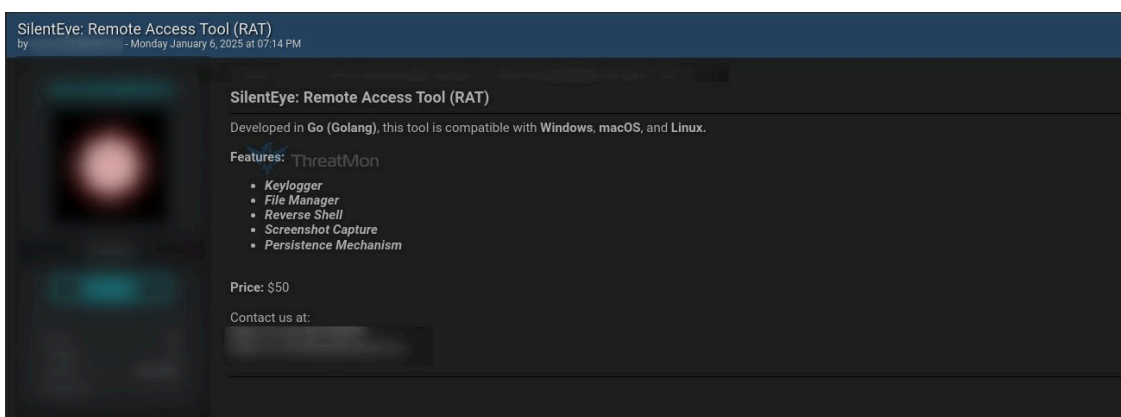 SilentEye: Remote Access Tool (RAT)
by - Monday January 6, 2025 at 07:14 PM
SilentEye: Remote Access Tool (RAT)
Developed in Go (Golang), this tool is compatible with Windows, macOS, and Linux.
Features:
ThreatMon
• Keylogger
• File Manager
• Reverse Shell
• Screenshot Capture
• Persistence Mechanism
Price: $50
Contact us at: